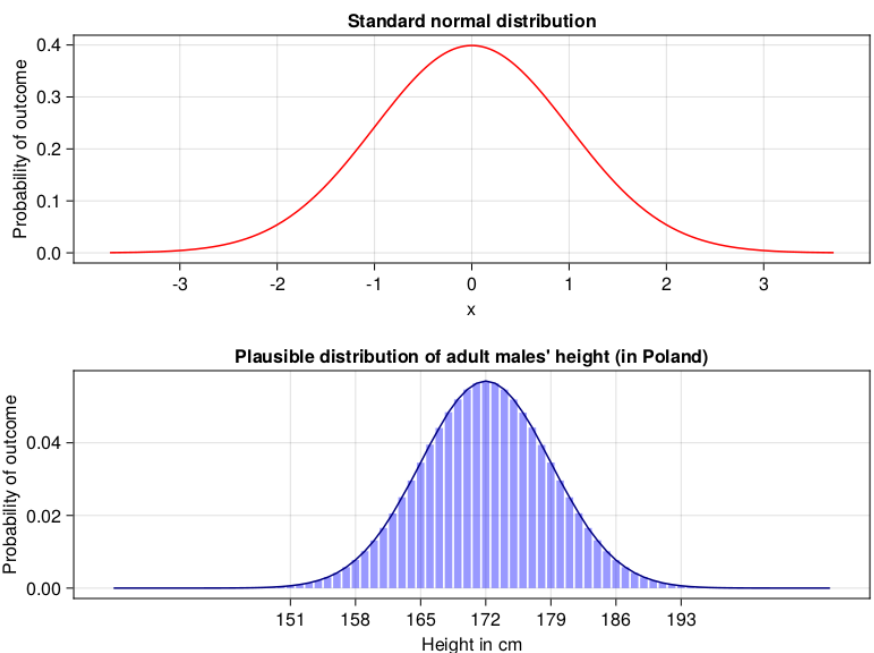 Standard normal distribution
Probability of outcome
0.4
0.3
0.2
0.1
0.0
-3 -2 -1 0 1 2 3
x
Plausible distribution of adult males' height (in Poland)
Probability of outcome
0.04
0.02
0.00
151 158 165 172 179 186 193
Height in cm